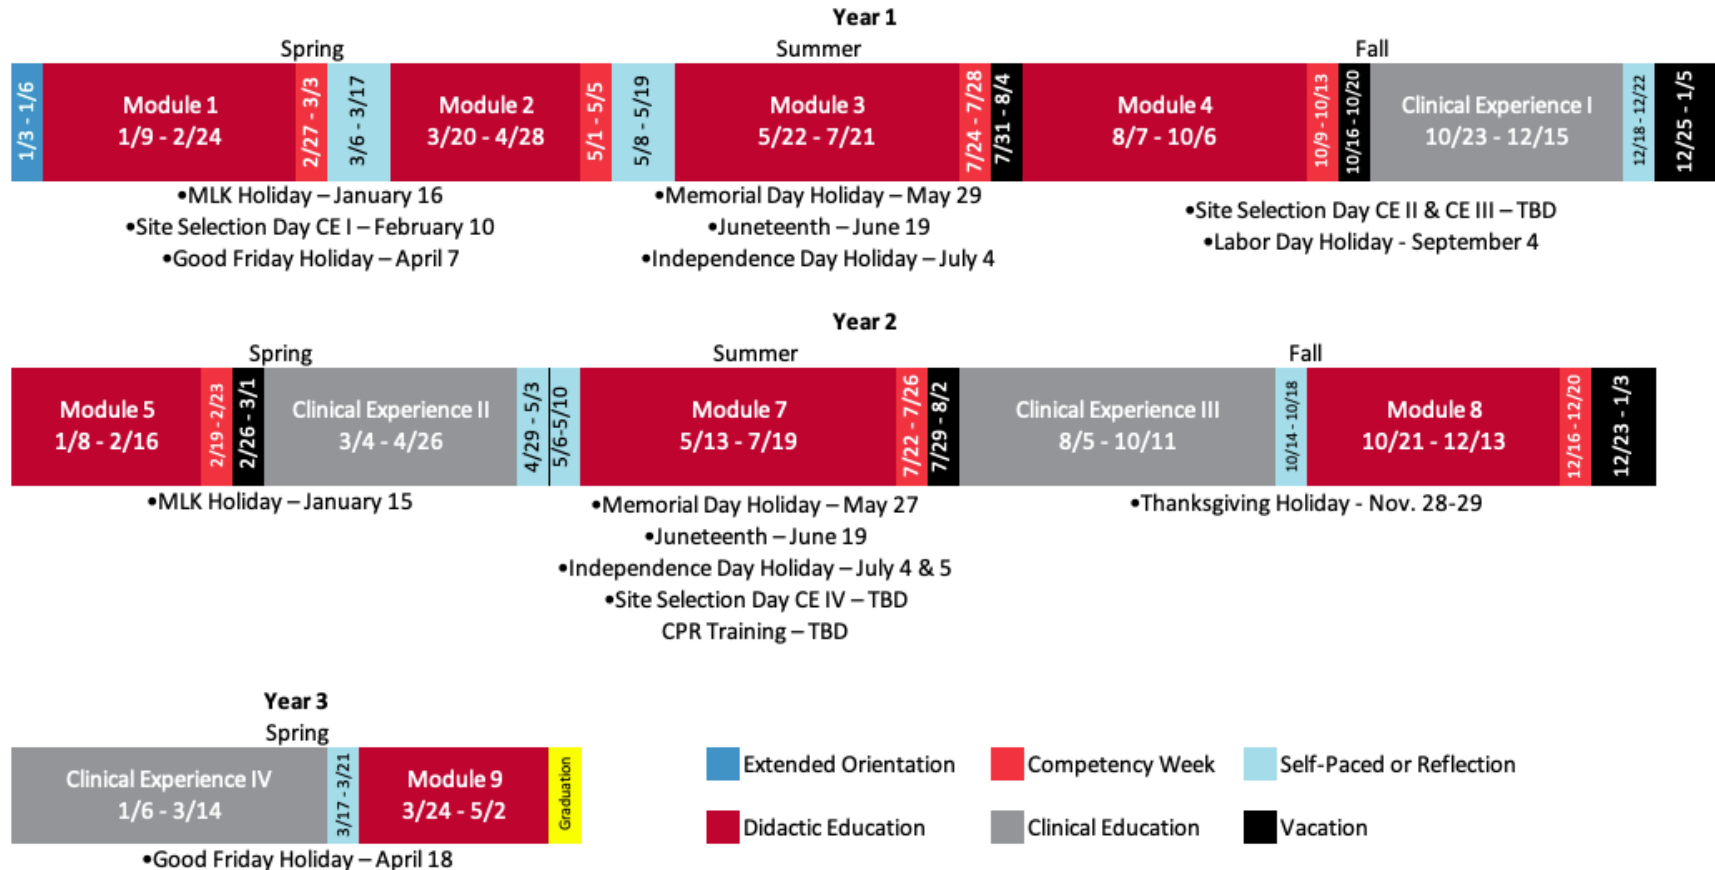 Year 1
Spring
Summer
Fall
1/3 - 1/6
Module 1
1/9 - 2/24
2/27 - 3/3
3/6 - 3/17
Module 2
3/20 - 4/28
5/1 - 5/5
5/8 - 5/19
Module 3
5/22 - 7/21
7/24 - 7/28
7/31 - 8/4
Module 4
8/7 - 10/6
10/9 - 10/13
10/16 - 10/20
Clinical Experience I
10/23 - 12/15
12/18 - 12/22
12/25 - 1/5
•MLK Holiday – January 16
•Site Selection Day CE I – February 10
•Good Friday Holiday – April 7
•Memorial Day Holiday – May 29
•Juneteenth – June 19
•Independence Day Holiday – July 4
•Site Selection Day CE II & CE III – TBD
•Labor Day Holiday - September 4
Year 2
Spring
Summer
Fall
Module 5
1/8 - 2/16
2/19 - 2/23
2/26 - 3/1
Clinical Experience II
3/4 - 4/26
4/29 - 5/3
5/6-5/10
Module 7
5/13 - 7/19
7/22 - 7/26
7/29 - 8/2
Clinical Experience III
8/5 - 10/11
10/14 - 10/18
Module 8
10/21 - 12/13
12/16 - 12/20
12/23 - 1/3
•MLK Holiday – January 15
•Memorial Day Holiday – May 27
•Juneteenth – June 19
•Independence Day Holiday – July 4 & 5
•Site Selection Day CE IV – TBD
CPR Training – TBD
•Thanksgiving Holiday - Nov. 28-29
Year 3
Spring
Clinical Experience IV
1/6 - 3/14
3/17 - 3/21
Module 9
3/24 - 5/2
Graduation
•Good Friday Holiday – April 18
Extended Orientation
Competency Week
Self-Paced or Reflection
Didactic Education
Clinical Education
Vacation